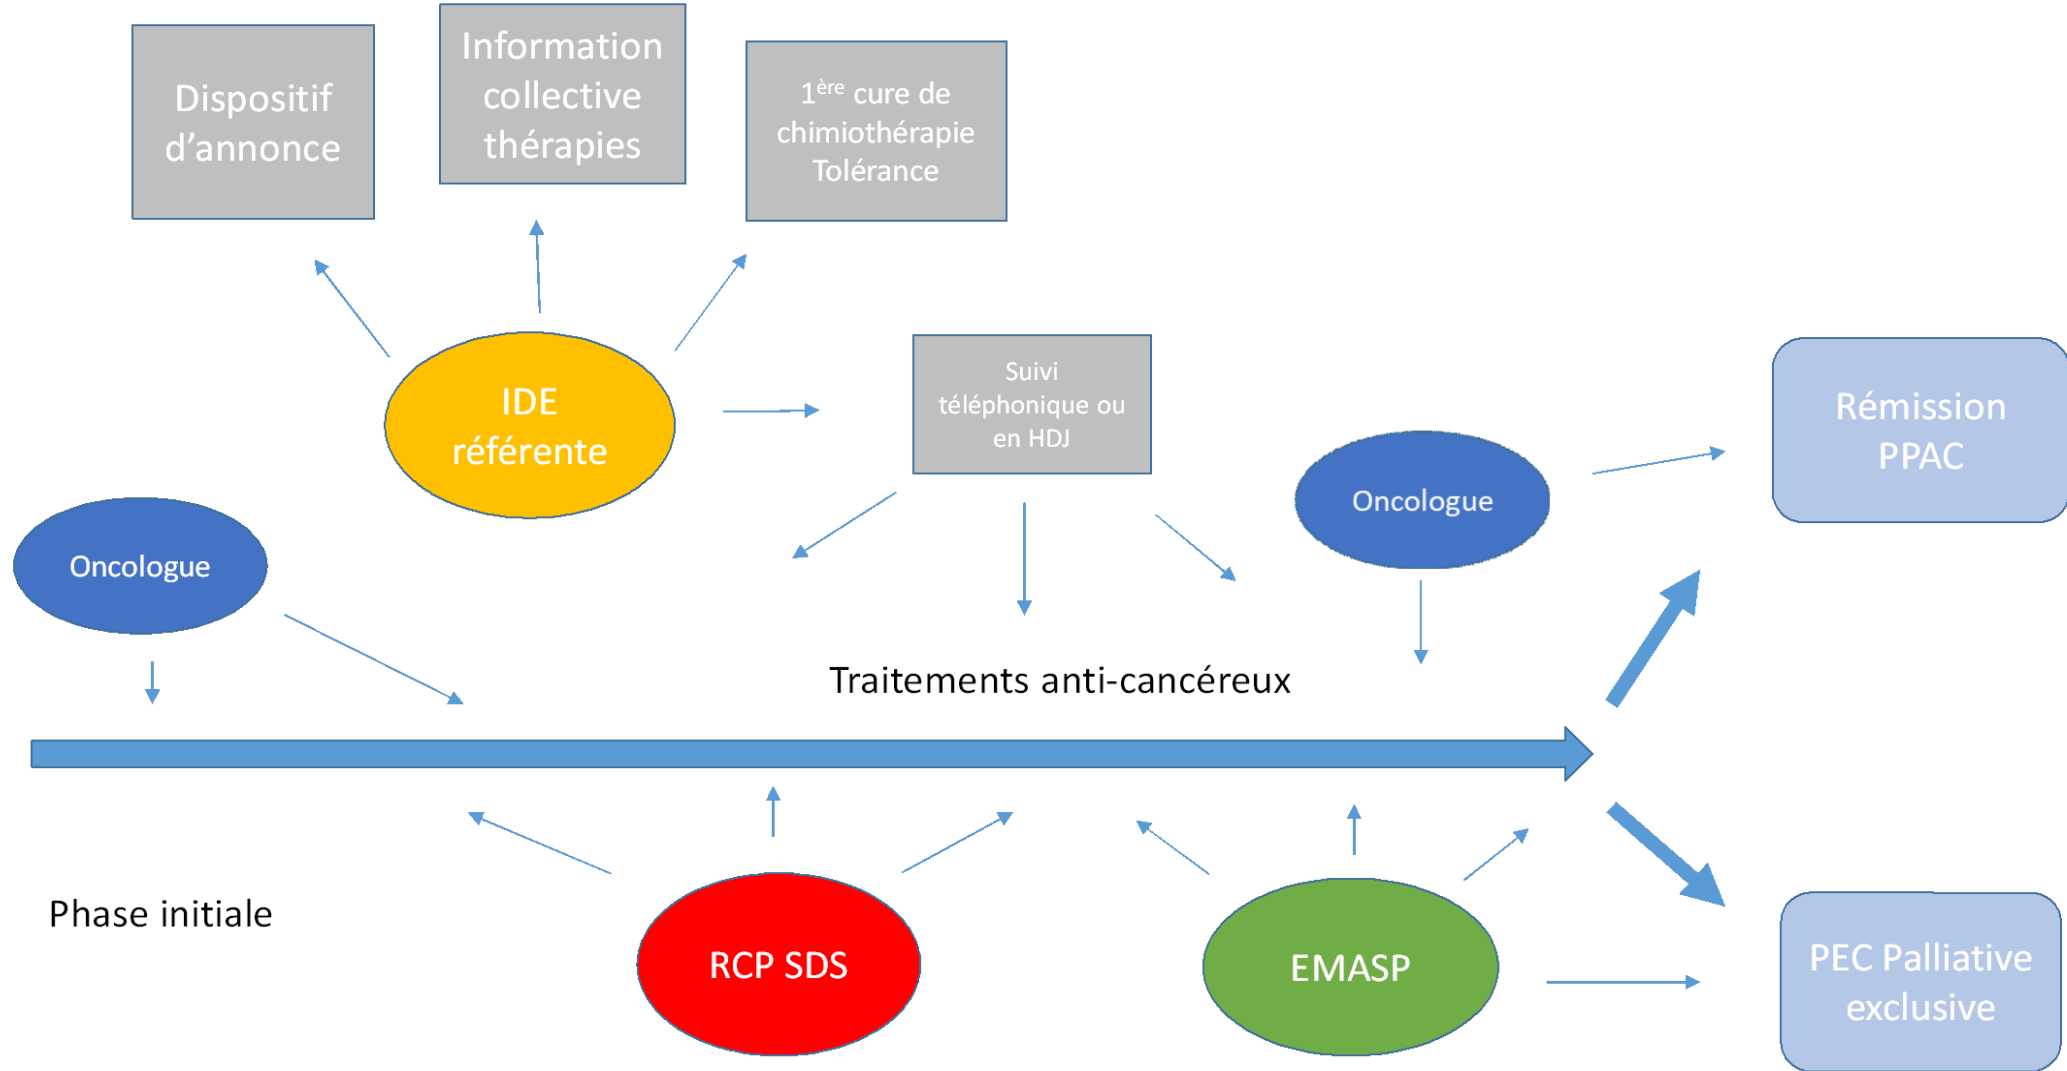 Dispositif
d’annonce
Information
collective
thérapies
1ère cure de
chimiothérapie
Tolérance
IDE
référente
Suivi
téléphonique ou
en HDJ
Oncologue
Oncologue
Rémission
PPAC
Traitements anti-cancéreux
Phase initiale
RCP SDS
EMASP
PEC Palliative
exclusive